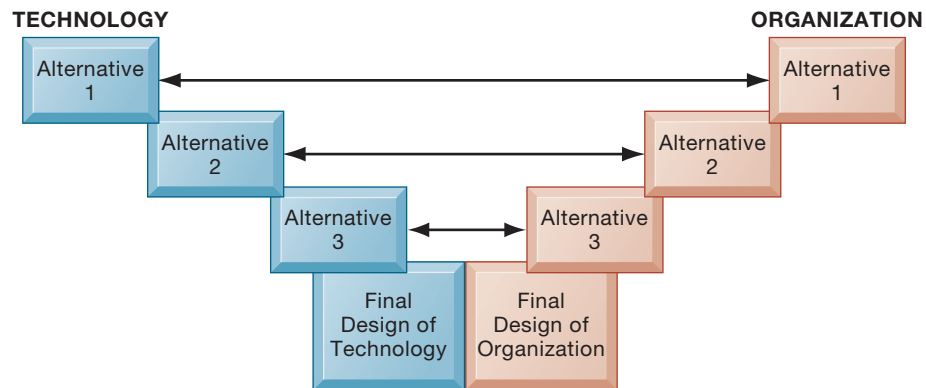 TECHNOLOGY
ORGANIZATION
Alternative
1
Alternative
1
Alternative
2
Alternative
2
Alternative
3
Alternative
3
Final
Design of
Technology
Final
Design of
Organization